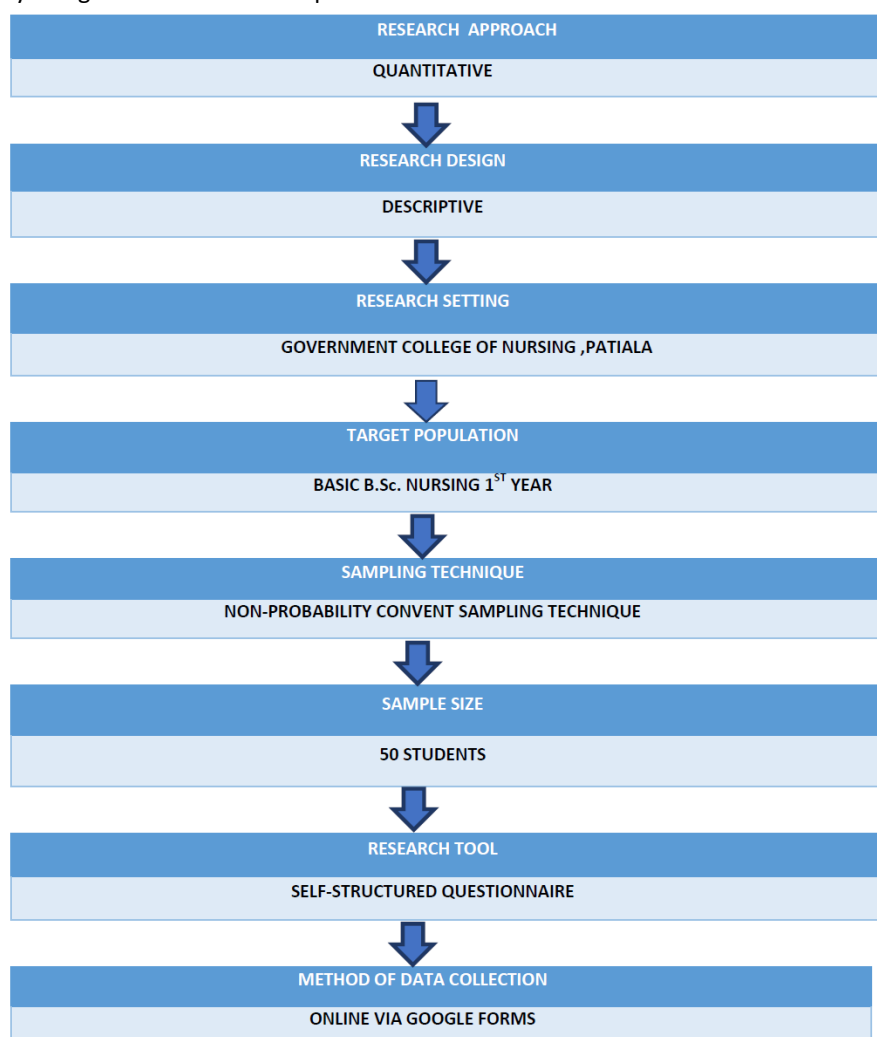 RESEARCH APPROACH
QUANTITATIVE
RESEARCH DESIGN
DESCRIPTIVE
RESEARCH SETTING
GOVERNMENT COLLEGE OF NURSING ,PATIALA
TARGET POPULATION
BASIC B.Sc. NURSING 1ST YEAR
SAMPLING TECHNIQUE
NON-PROBABILITY CONVENT SAMPLING TECHNIQUE
SAMPLE SIZE
50 STUDENTS
RESEARCH TOOL
SELF-STRUCTURED QUESTIONNAIRE
METHOD OF DATA COLLECTION
ONLINE VIA GOOGLE FORMS